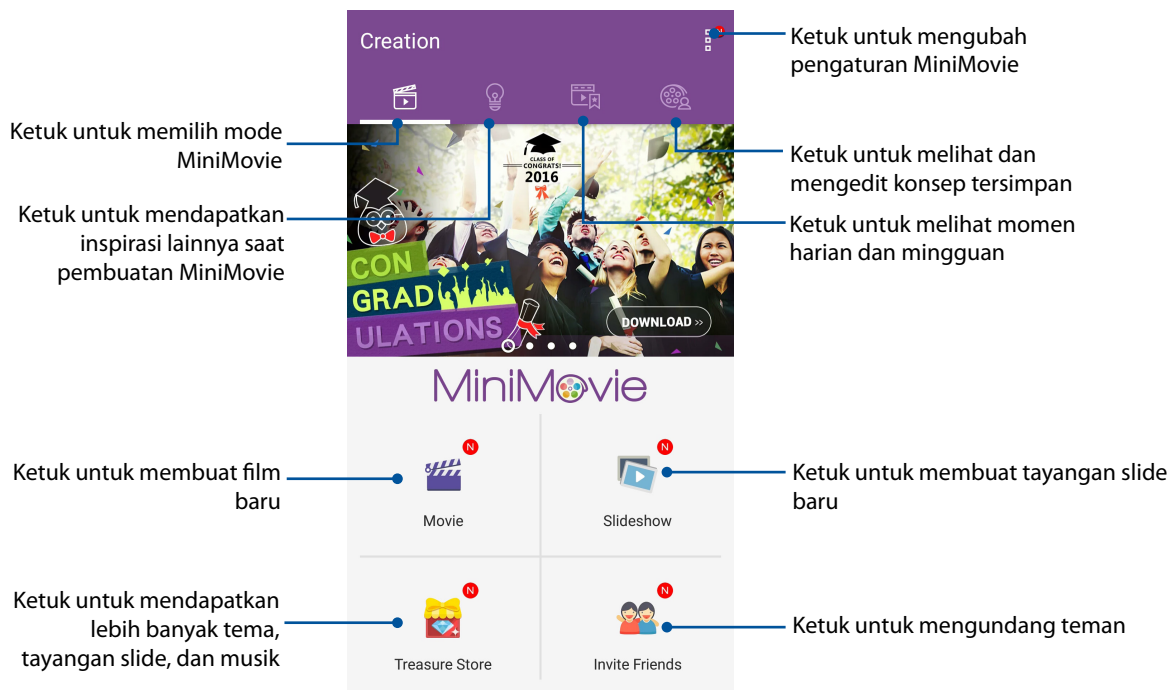 Creation
N
Ketuk untuk mengubah
pengaturan MiniMovie
Ketuk untuk memilih mode
MiniMovie
Ketuk untuk mendapatkan
inspirasi lainnya saat
pembuatan MiniMovie
Ketuk untuk melihat dan
mengedit konsep tersimpan
Ketuk untuk melihat momen
harian dan mingguan
CLASS OF
CONGRATS!
2016
CON
GRAD
ULATIONS
DOWNLOAD »
MiniMovie
Ketuk untuk membuat film
baru
N
Movie
N
Slideshow
Ketuk untuk membuat tayangan slide
baru
Ketuk untuk mendapatkan
lebih banyak tema,
tayangan slide, dan musik
N
Treasure Store
N
Invite Friends
Ketuk untuk mengundang teman